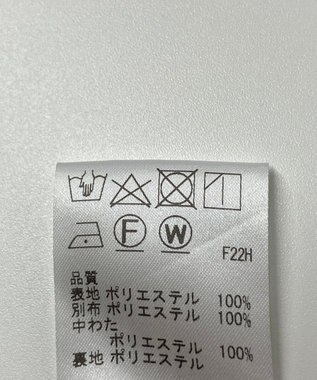 F W F22H
品質
表地 ポリエステル 100%
別布 ポリエステル 100%
中わた
ポリエステル 100%
裏地 ポリエステル